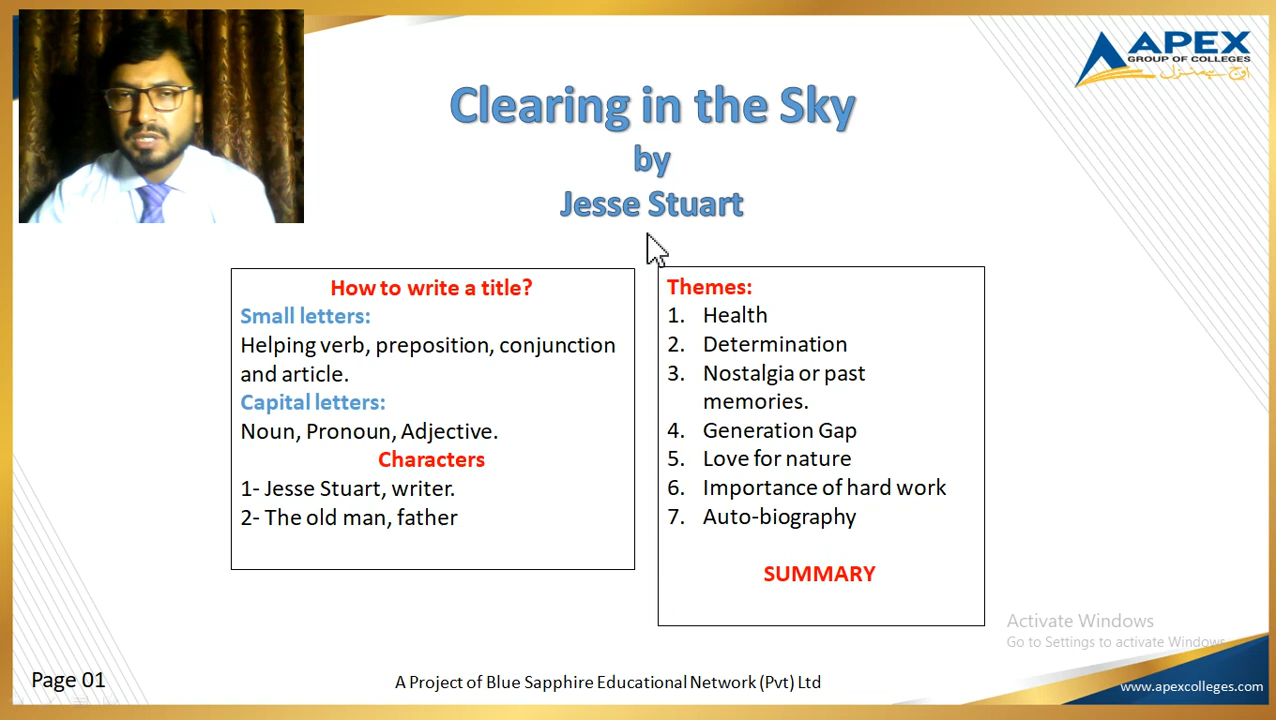 APEX
GROUP OF COLLEGES
اوج ہے منزل
Clearing in the Sky
by
Jesse Stuart
How to write a title?
Small letters:
Helping verb, preposition, conjunction
and article.
Capital letters:
Noun, Pronoun, Adjective.
Characters
1- Jesse Stuart, writer.
2- The old man, father
Themes:
1. Health
2. Determination
3. Nostalgia or past
memories.
4. Generation Gap
5. Love for nature
6. Importance of hard work
7. Auto-biography
SUMMARY
Activate Windows
Go to Settings to activate Windows.
Page 01
A Project of Blue Sapphire Educational Network (Pvt) Ltd
www.apexcolleges.com